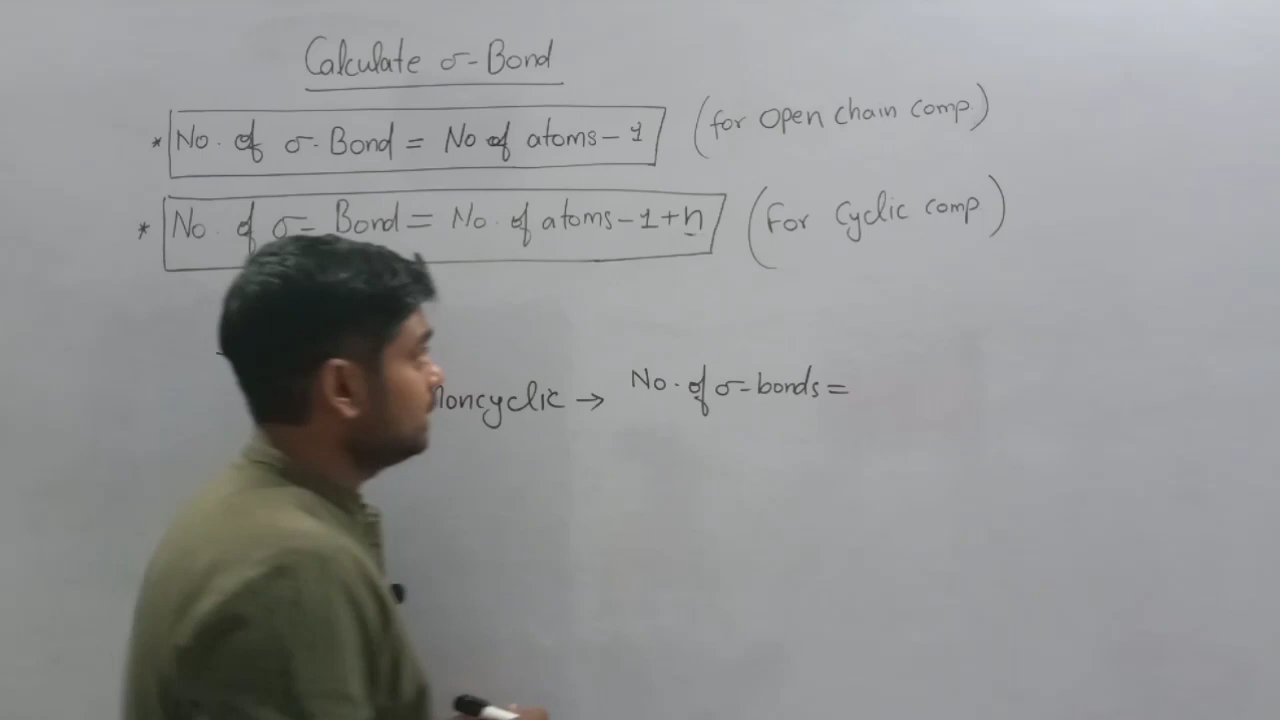 Calculate σ-Bond
* No. of σ-Bond = No of atoms - 1 (for open chain comp.)
* No. of σ- Bond = No. of atoms - 1 + n (For Cyclic comp.)
Moncyclic → No. of σ-bonds =